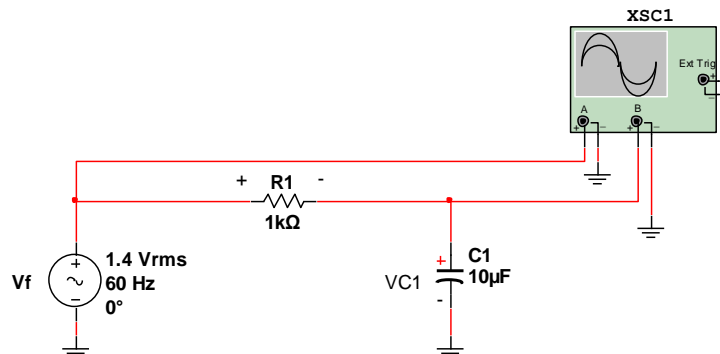 XSC1
Ext Trig
+
_
A
B
+
_
+
_
+
R1
-
1kΩ
Vf
+
1.4 Vrms
60 Hz
0°
VC1
+
C1
10µF
-